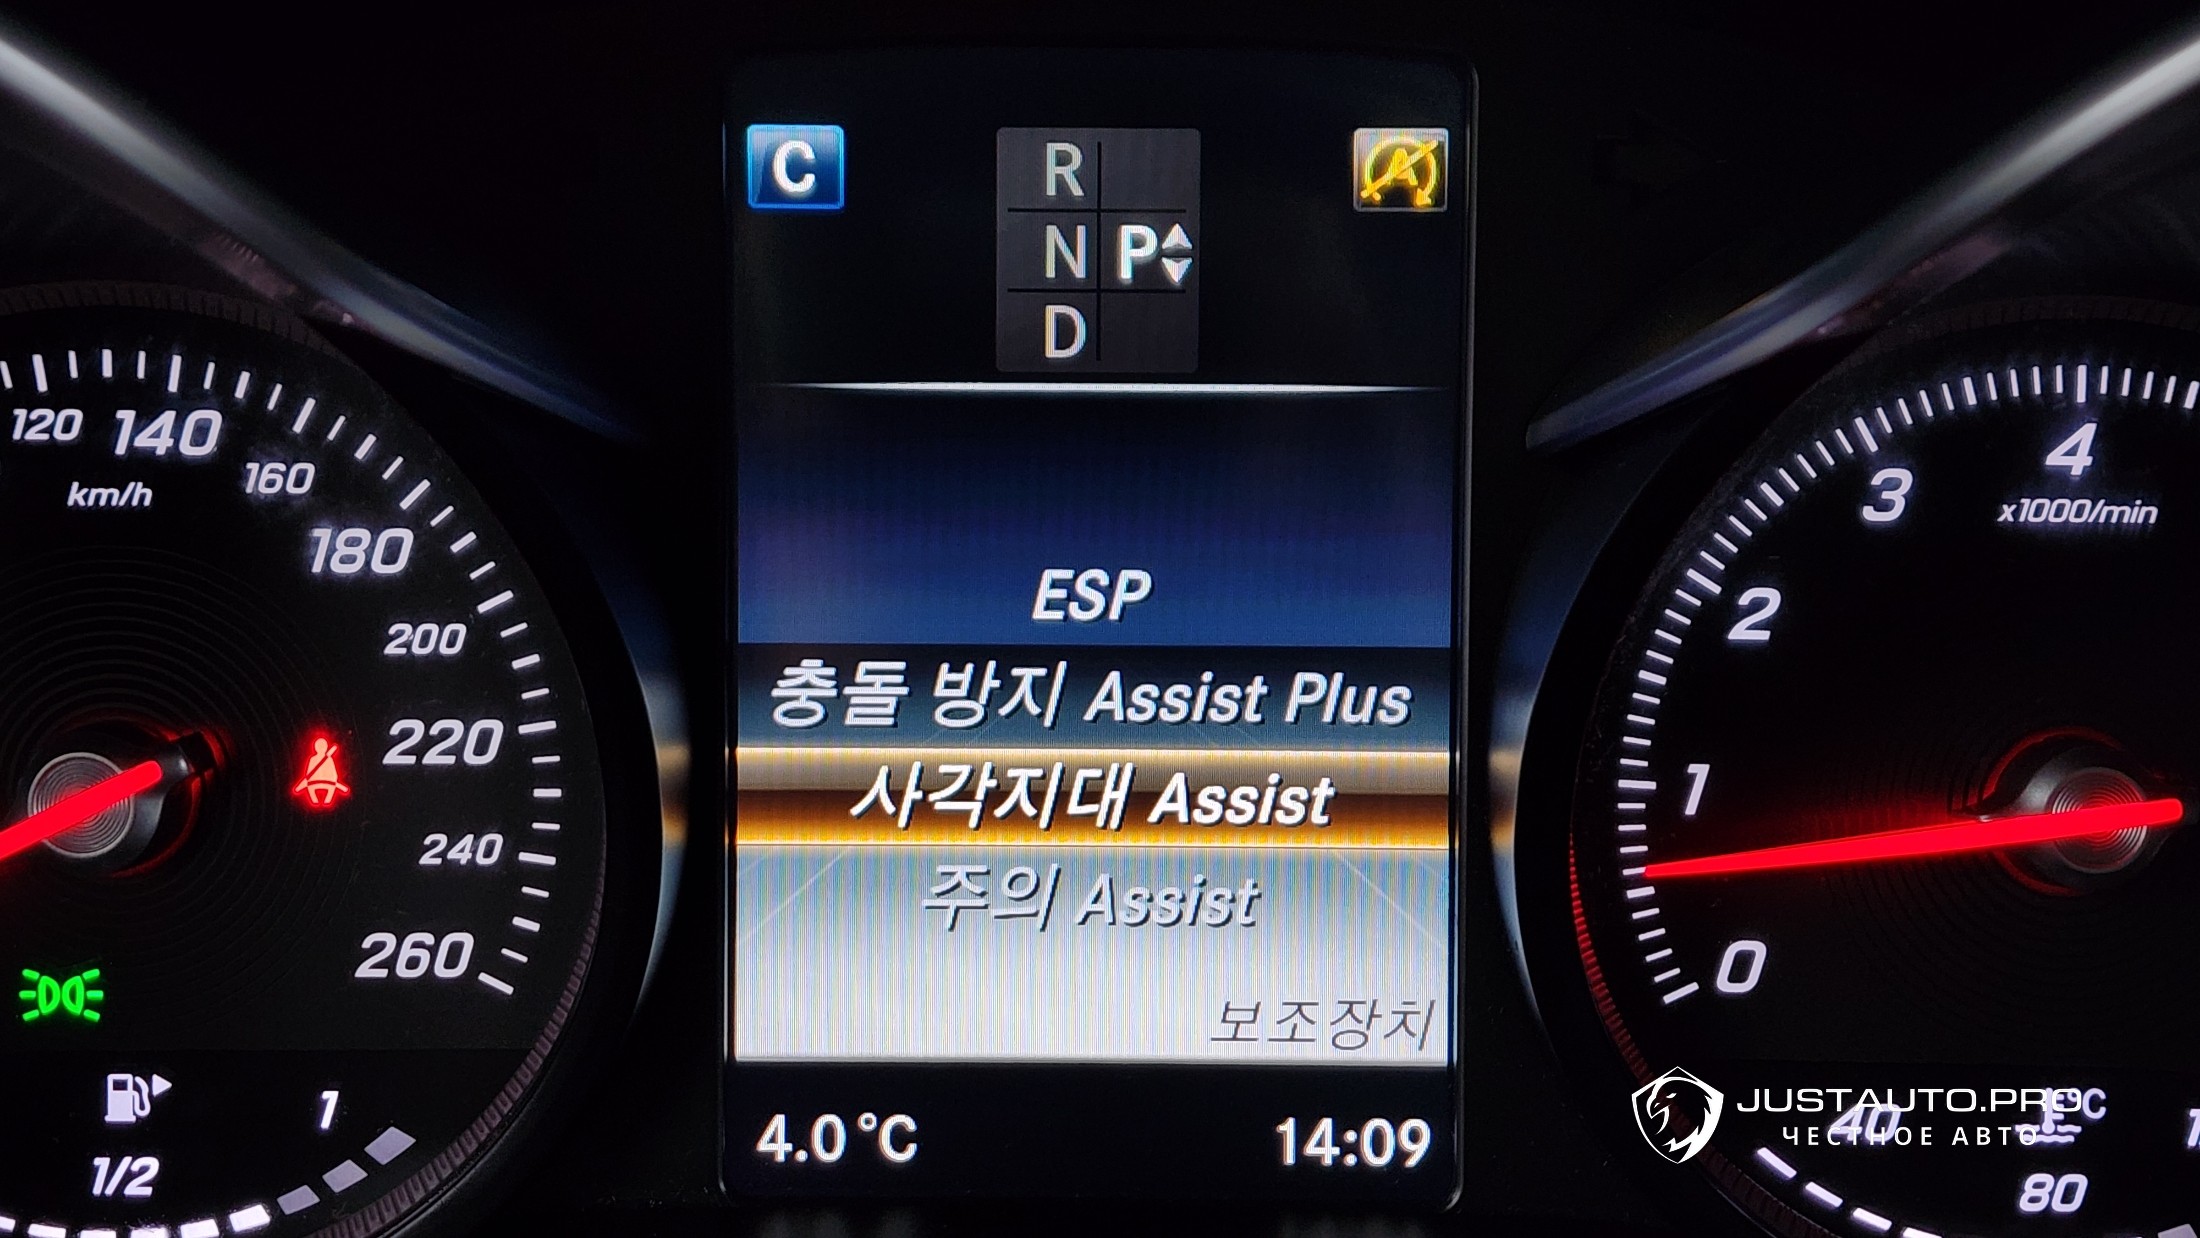 C
R
N P
D
A
120 140 160 180 200 220 240 260
km/h
1/2 1
ESP
충돌 방지 Assist Plus
사각지대 Assist
주의 Assist
보조장치
4.0 °C 14:09
4
3
2
1
0
x1000/min
40 °C
80
JUSTAUTO.PRO
ЧЕСТНОЕ АВТО